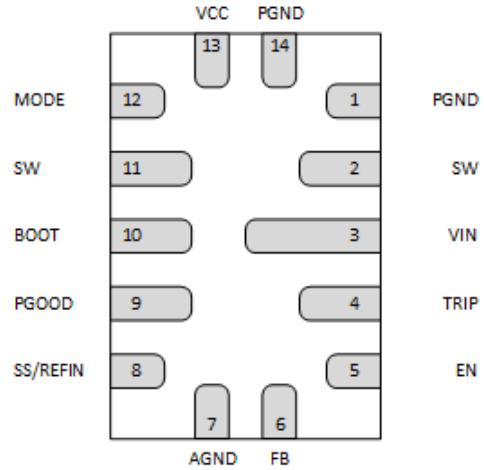 VCC PGND
13 14
MODE 12 1 PGND
SW 11 2 SW
BOOT 10 3 VIN
PGOOD 9 4 TRIP
SS/REFIN 8 5 EN
7 6
AGND FB